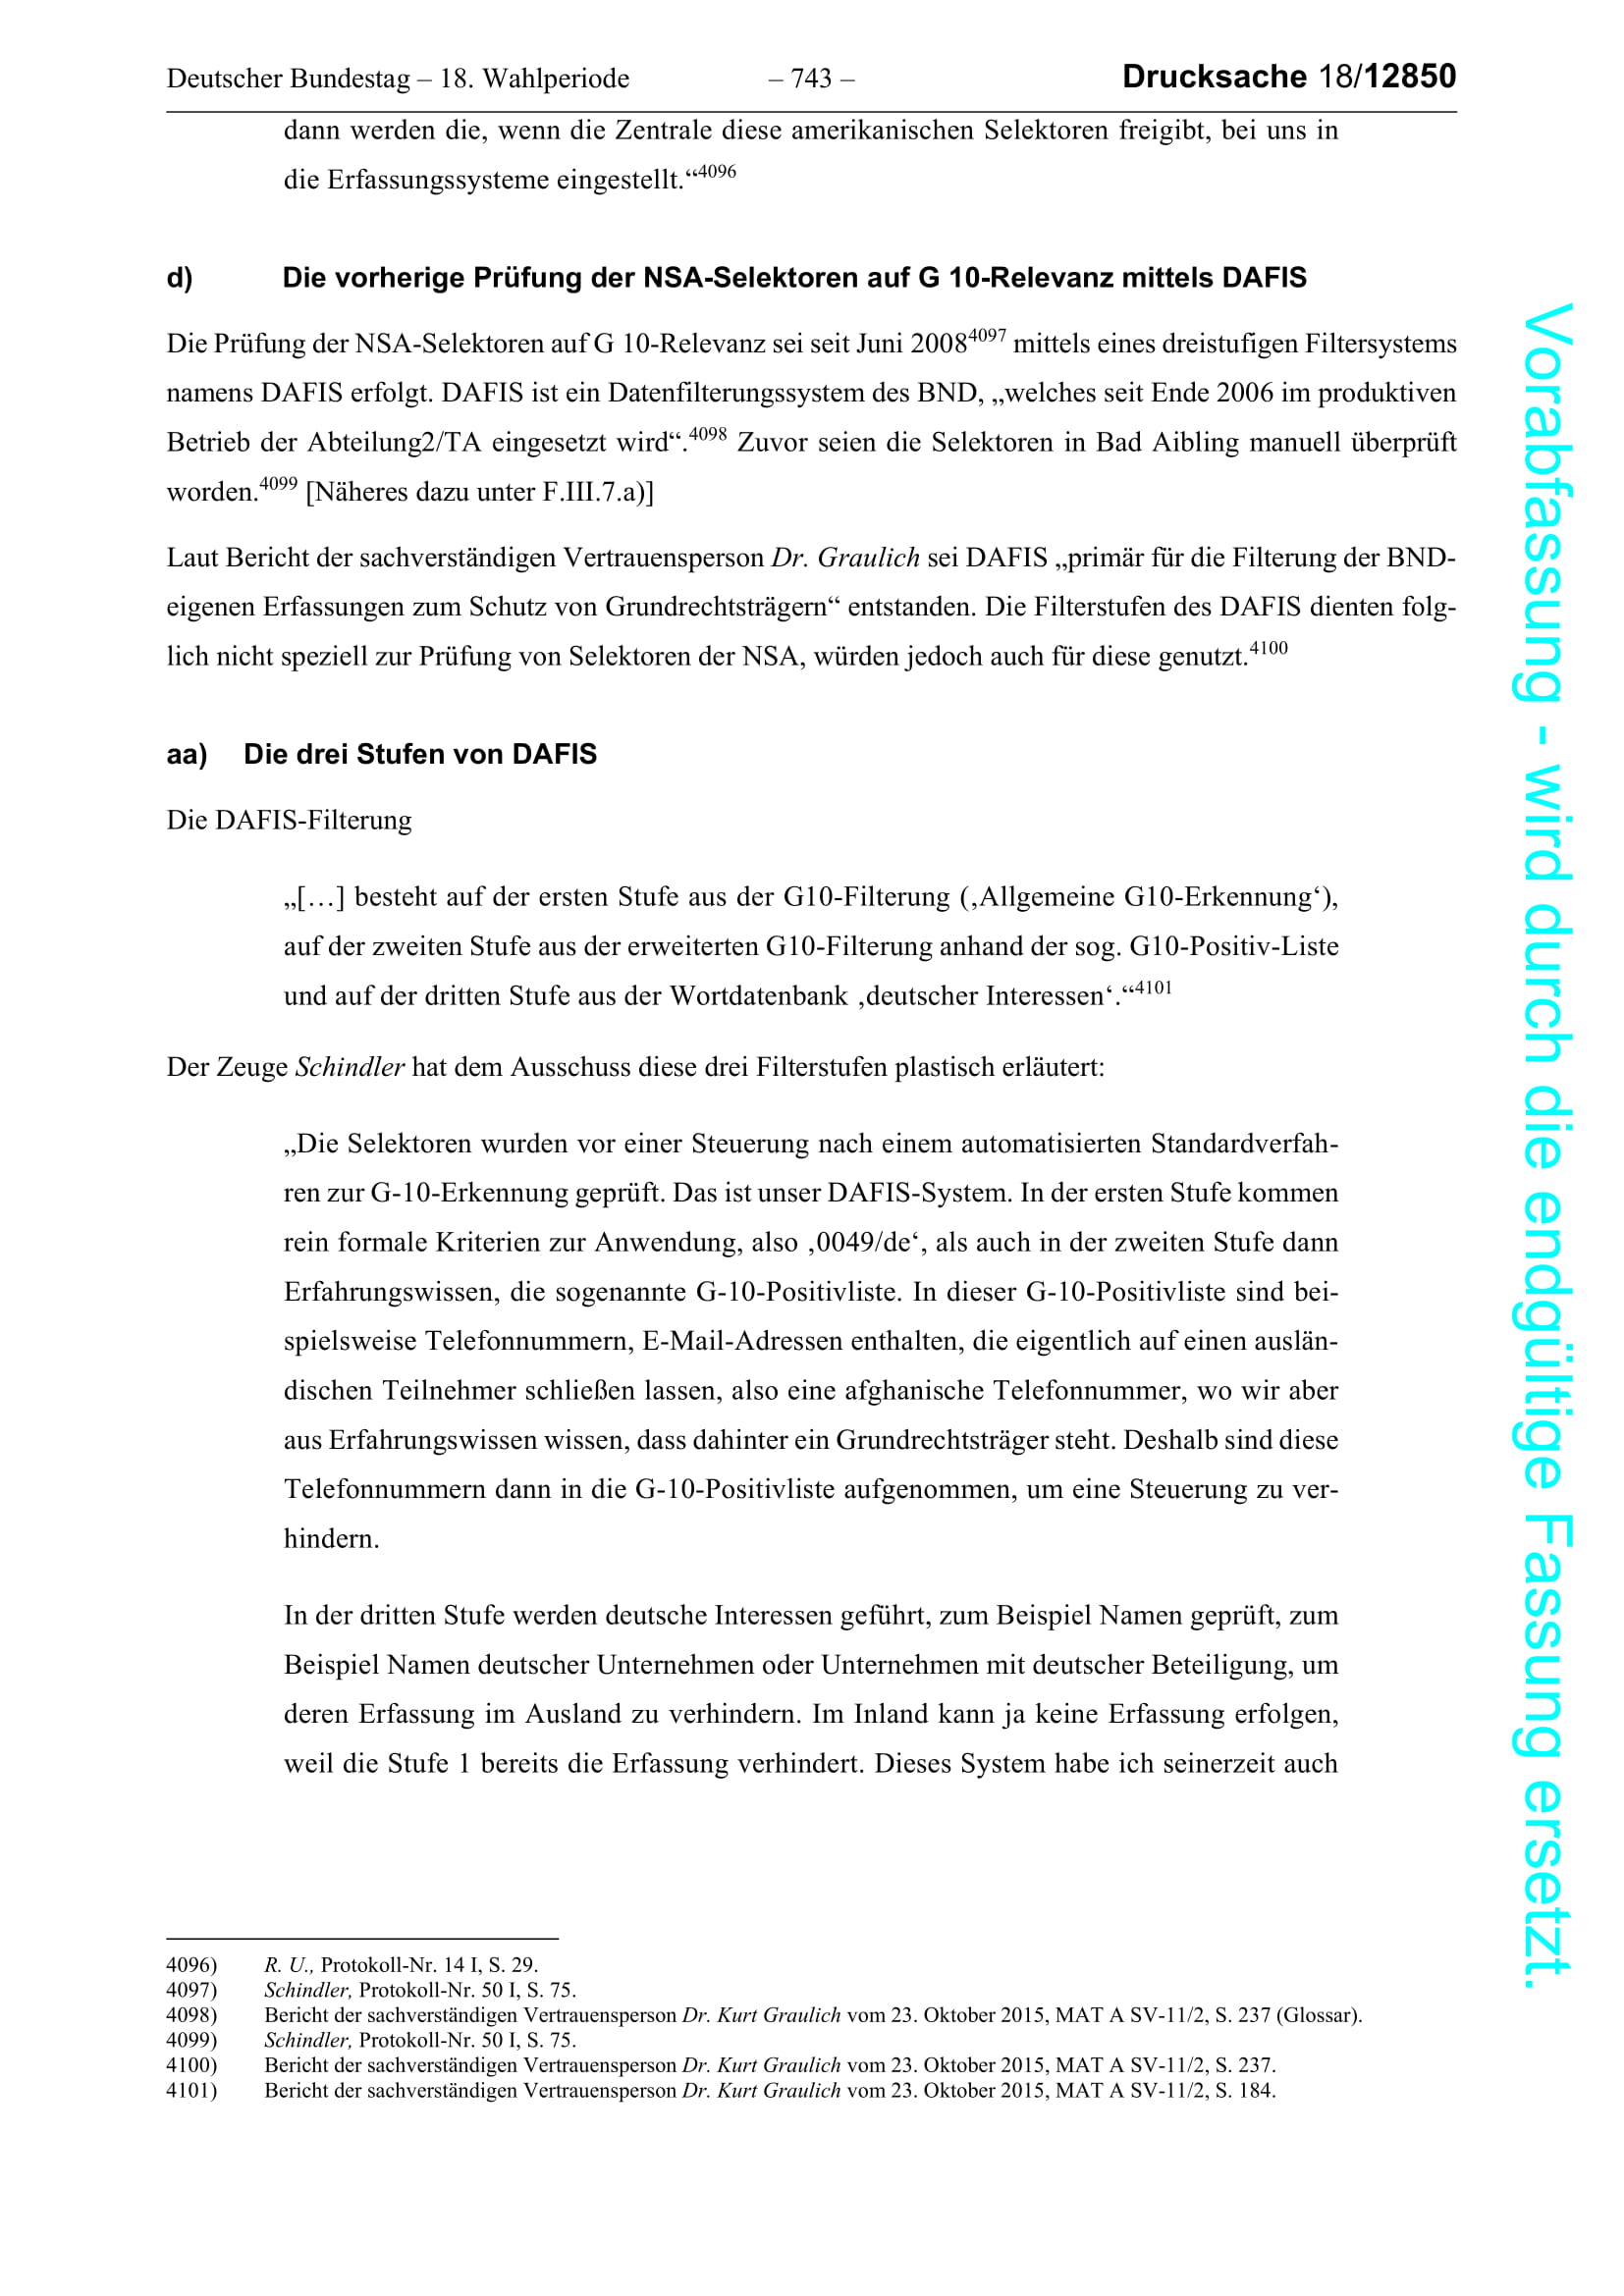 Deutscher Bundestag – 18. Wahlperiode – 743 – Drucksache 18/12850
dann werden die, wenn die Zentrale diese amerikanischen Selektoren freigibt, bei uns in
die Erfassungssysteme eingestellt.“4096
d) Die vorherige Prüfung der NSA-Selektoren auf G 10-Relevanz mittels DAFIS
Die Prüfung der NSA-Selektoren auf G 10-Relevanz sei seit Juni 20084097 mittels eines dreistufigen Filtersystems
namens DAFIS erfolgt. DAFIS ist ein Datenfilterungssystem des BND, „welches seit Ende 2006 im produktiven
Betrieb der Abteilung2/TA eingesetzt wird“.4098 Zuvor seien die Selektoren in Bad Aibling manuell überprüft
worden.4099 [Näheres dazu unter F.III.7.a)]
Laut Bericht der sachverständigen Vertrauensperson Dr. Graulich sei DAFIS „primär für die Filterung der BND-
eigenen Erfassungen zum Schutz von Grundrechtsträgern“ entstanden. Die Filterstufen des DAFIS dienten folg-
lich nicht speziell zur Prüfung von Selektoren der NSA, würden jedoch auch für diese genutzt.4100
aa) Die drei Stufen von DAFIS
Die DAFIS-Filterung
„[…] besteht auf der ersten Stufe aus der G10-Filterung (‚Allgemeine G10-Erkennung‘),
auf der zweiten Stufe aus der erweiterten G10-Filterung anhand der sog. G10-Positiv-Liste
und auf der dritten Stufe aus der Wortdatenbank ‚deutscher Interessen‘.“4101
Der Zeuge Schindler hat dem Ausschuss diese drei Filterstufen plastisch erläutert:
„Die Selektoren wurden vor einer Steuerung nach einem automatisierten Standardverfah-
ren zur G-10-Erkennung geprüft. Das ist unser DAFIS-System. In der ersten Stufe kommen
rein formale Kriterien zur Anwendung, also ‚0049/de‘, als auch in der zweiten Stufe dann
Erfahrungswissen, die sogenannte G-10-Positivliste. In dieser G-10-Positivliste sind bei-
spielsweise Telefonnummern, E-Mail-Adressen enthalten, die eigentlich auf einen auslän-
dischen Teilnehmer schließen lassen, also eine afghanische Telefonnummer, wo wir aber
aus Erfahrungswissen wissen, dass dahinter ein Grundrechtsträger steht. Deshalb sind diese
Telefonnummern dann in die G-10-Positivliste aufgenommen, um eine Steuerung zu ver-
hindern.
In der dritten Stufe werden deutsche Interessen geführt, zum Beispiel Namen geprüft, zum
Beispiel Namen deutscher Unternehmen oder Unternehmen mit deutscher Beteiligung, um
deren Erfassung im Ausland zu verhindern. Im Inland kann ja keine Erfassung erfolgen,
weil die Stufe 1 bereits die Erfassung verhindert. Dieses System habe ich seinerzeit auch
4096) R. U., Protokoll-Nr. 14 I, S. 29.
4097) Schindler, Protokoll-Nr. 50 I, S. 75.
4098) Bericht der sachverständigen Vertrauensperson Dr. Kurt Graulich vom 23. Oktober 2015, MAT A SV-11/2, S. 237 (Glossar).
4099) Schindler, Protokoll-Nr. 50 I, S. 75.
4100) Bericht der sachverständigen Vertrauensperson Dr. Kurt Graulich vom 23. Oktober 2015, MAT A SV-11/2, S. 237.
4101) Bericht der sachverständigen Vertrauensperson Dr. Kurt Graulich vom 23. Oktober 2015, MAT A SV-11/2, S. 184.
Vorabfassung - wird durch die endgültige Fassung ersetzt.